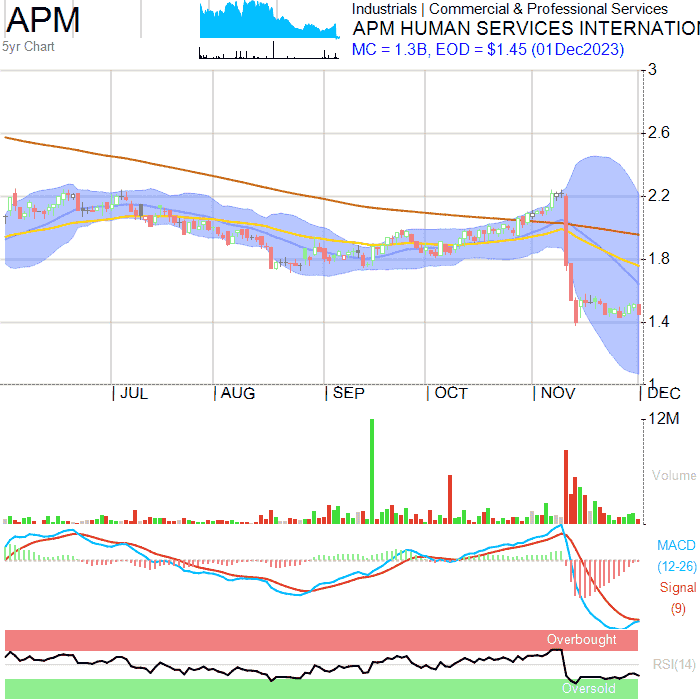 APM
5yr Chart
Industrials | Commercial & Professional Services
APM HUMAN SERVICES INTERNATION
MC = 1.3B, EOD = $1.45 (01Dec2023)
3
2.6
2.2
1.8
1.4
1
JUL AUG SEP OCT NOV DEC
12M
Volume
MACD
(12-26)
Signal
(9)
Overbought
RSI(14)
Oversold